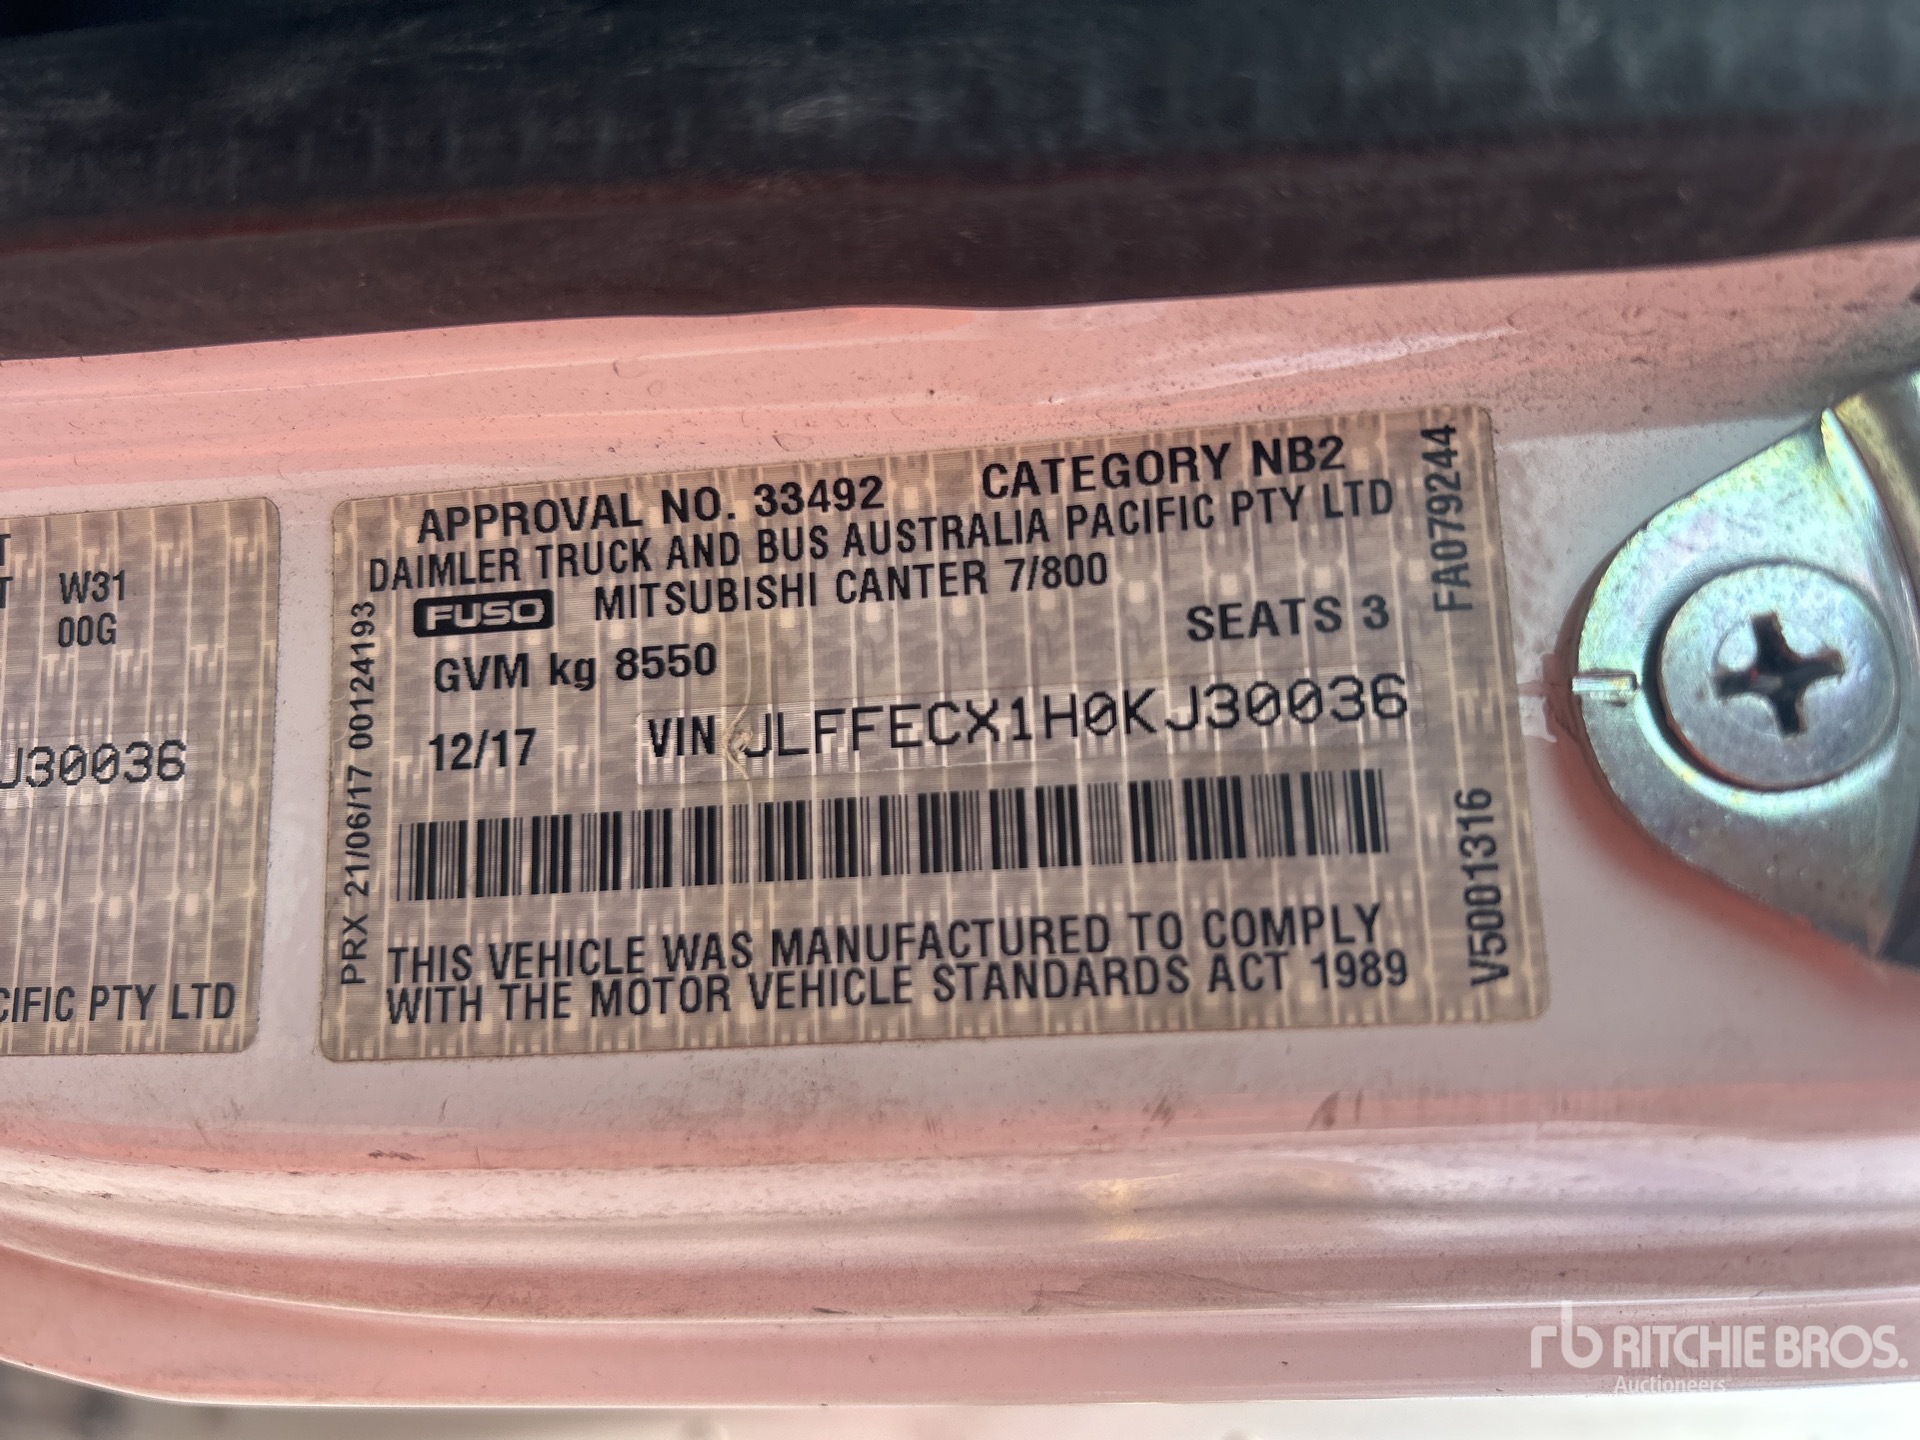 T
T W31
00G
J30036
CIFIC PTY LTD
APPROVAL NO. 33492 CATEGORY NB2
DAIMLER TRUCK AND BUS AUSTRALIA PACIFIC PTY LTD
FUSO MITSUBISHI CANTER 7/800
GVM kg 8550 SEATS 3
12/17 VIN JLFFECX1H0KJ30036
THIS VEHICLE WAS MANUFACTURED TO COMPLY
WITH THE MOTOR VEHICLE STANDARDS ACT 1989
PRX 21/06/17 00124193
FA079244
V5001316
rb RITCHIE BROS.
Auctioneers